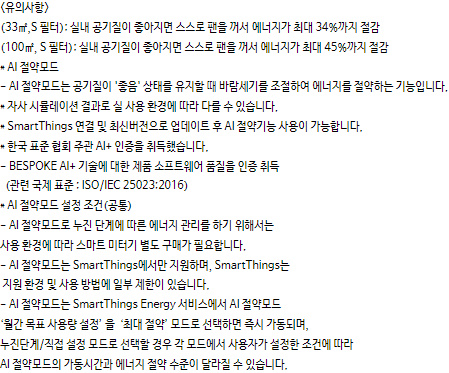 <유의사항>
(33㎡,S 필터) : 실내 공기질이 좋아지면 스스로 팬을 꺼서 에너지가 최대 34%까지 절감
(100㎡, S 필터) : 실내 공기질이 좋아지면 스스로 팬을 꺼서 에너지가 최대 45%까지 절감
* AI 절약모드
- AI 절약모드는 공기질이 '좋음' 상태를 유지할 때 바람세기를 조절하여 에너지를 절약하는 기능입니다.
* 자사 시뮬레이션 결과로 실 사용 환경에 따라 다를 수 있습니다.
* SmartThings 연결 및 최신버전으로 업데이트 후 AI 절약기능 사용이 가능합니다.
* 한국 표준 협회 주관 AI+ 인증을 취득했습니다.
- BESPOKE AI+ 기술에 대한 제품 소프트웨어 품질을 인증 취득
(관련 국제 표준 : ISO/IEC 25023:2016)
* AI 절약모드 설정 조건(공통)
- AI 절약모드로 누진 단계에 따른 에너지 관리를 하기 위해서는
사용 환경에 따라 스마트 미터기 별도 구매가 필요합니다.
- AI 절약모드는 SmartThings에서만 지원하며, SmartThings는
지원 환경 및 사용 방법에 일부 제한이 있습니다.
- AI 절약모드는 SmartThings Energy 서비스에서 AI 절약모드
‘월간 목표 사용량 설정’ 을 ‘최대 절약’ 모드로 선택하면 즉시 가동되며,
누진단계/직접 설정 모드로 선택할 경우 각 모드에서 사용자가 설정한 조건에 따라
AI 절약모드의 가동시간과 에너지 절약 수준이 달라질 수 있습니다.